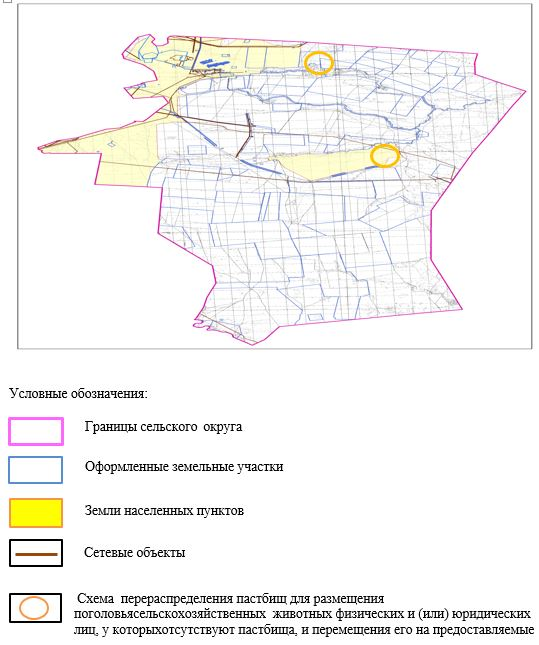 Условные обозначения:
Границы сельского округа
Оформленные земельные участки
Земли населенных пунктов
Сетевые объекты
Схема перераспределения пастбищ для размещения
поголовьясельскохозяйственных животных физических и (или) юридических
лиц, у которыхотсутствуют пастбища, и перемещения его на предоставляемые